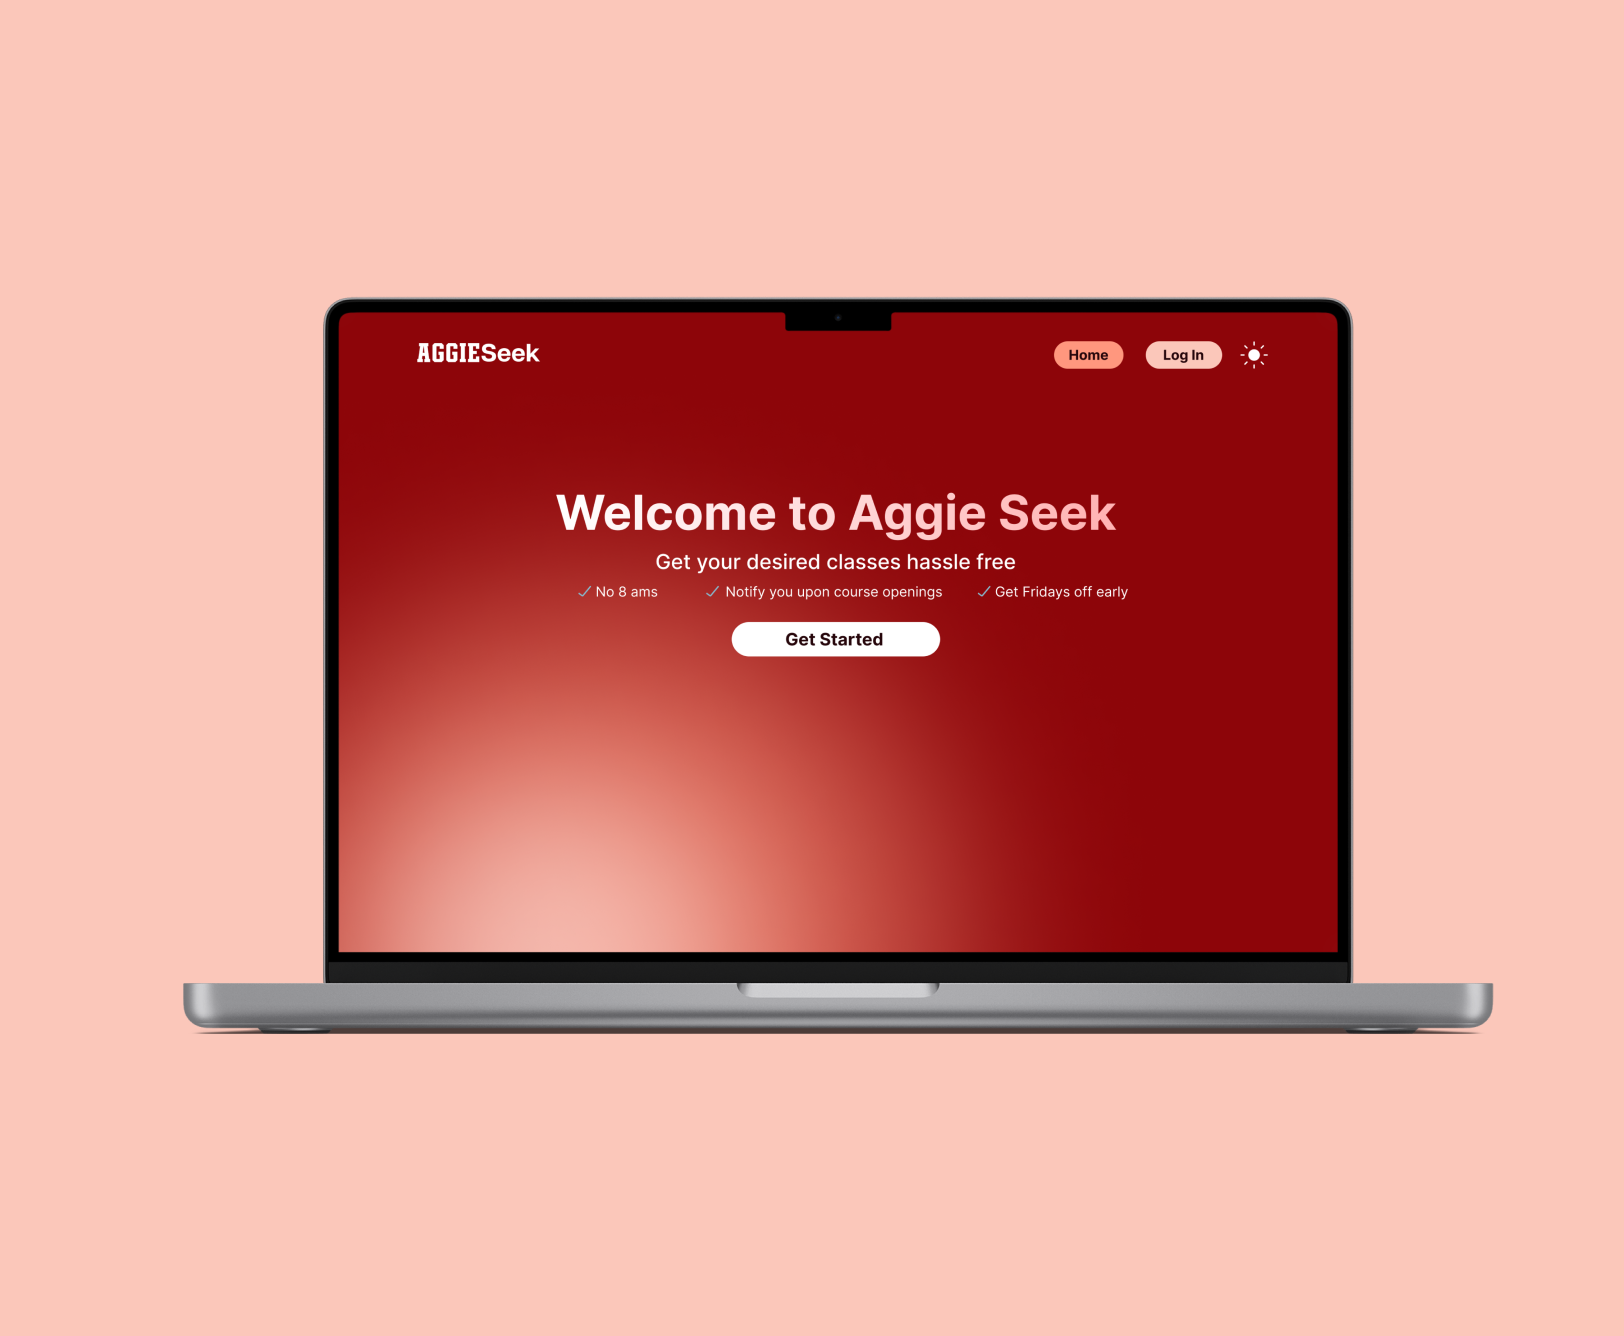 AGGIESeek
Home
Log In
Welcome to Aggie Seek
Get your desired classes hassle free
No 8 ams
Notify you upon course openings
Get Fridays off early
Get Started